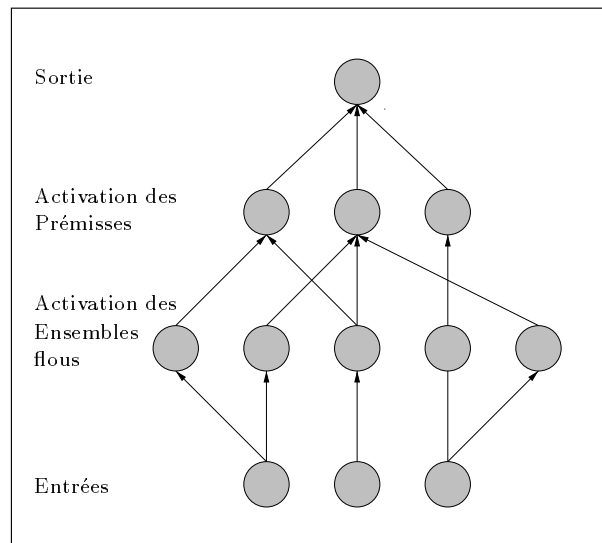 Sortie
Activation des
Prémisses
Activation des
Ensembles
flous
Entrées